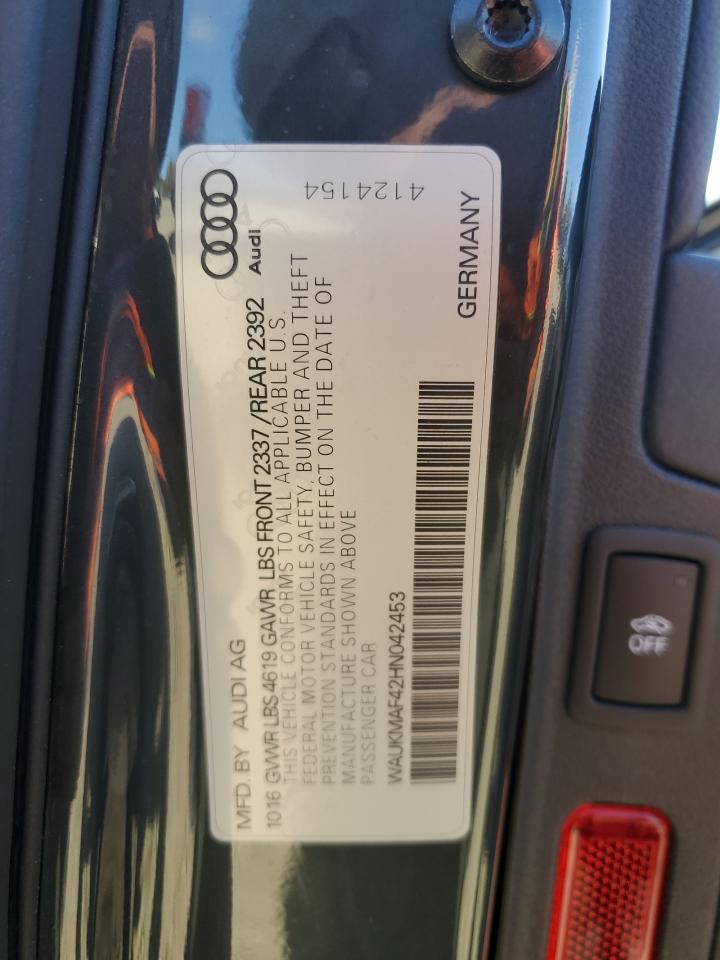 MFD. BY AUDI AG
1016 GVWR LBS 4619 GAWR LBS FRONT 2337 /REAR 2392
THIS VEHICLE CONFORMS TO ALL APPLICABLE U.S.
FEDERAL MOTOR VEHICLE SAFETY, BUMPER AND THEFT
PREVENTION STANDARDS IN EFFECT ON THE DATE OF
MANUFACTURE SHOWN ABOVE
PASSENGER CAR
WAUKMAF42HN042453
Audi
4124154
GERMANY
OFF